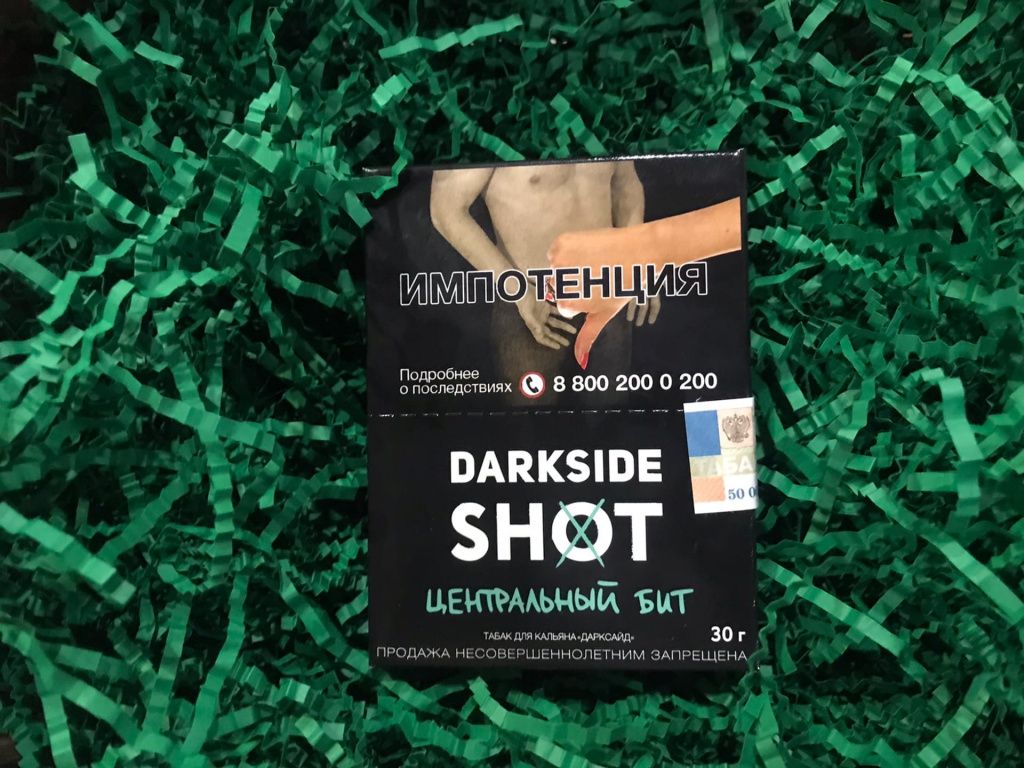 ИМПОТЕНЦИЯ
Подробнее
о последствиях 8 800 200 0 200
DARKSIDE
SHOT
ЦЕНТРАЛЬНЫЙ БИТ
ТАБАК ДЛЯ КАЛЬЯНА «ДАРКСАЙД»
30 г
ПРОДАЖА НЕСОВЕРШЕННОЛЕТНИМ ЗАПРЕЩЕНА